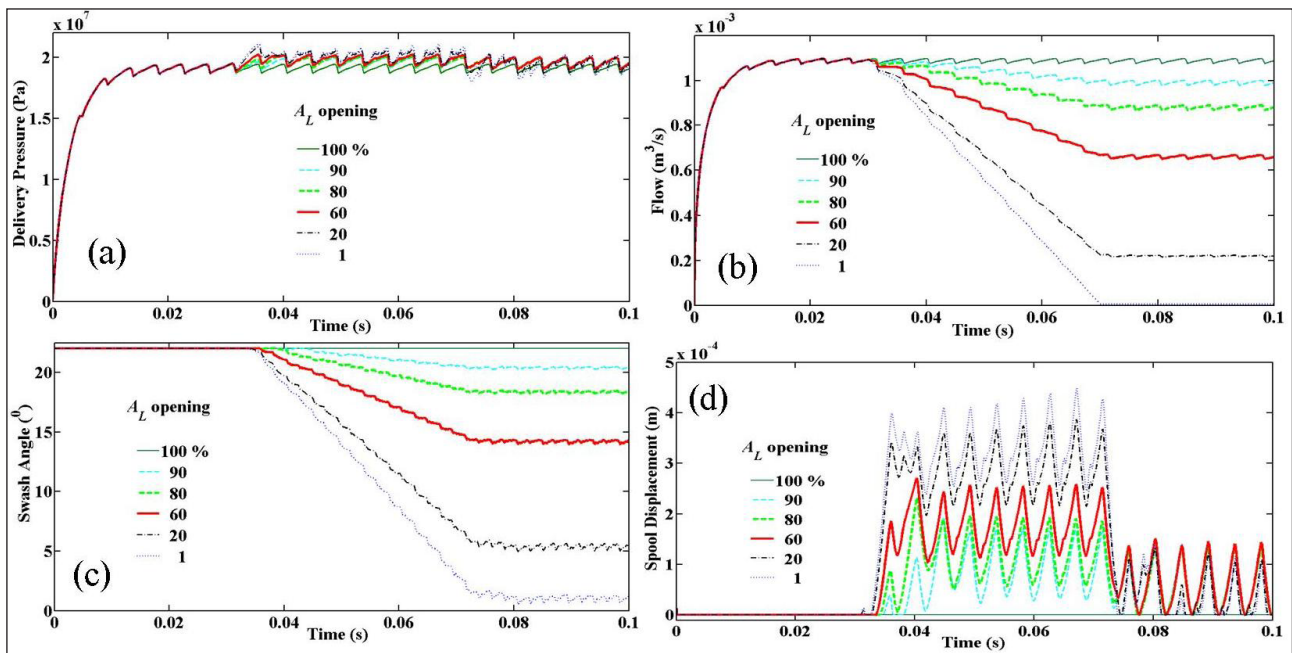 x 10⁷
2
1.5
1
0.5
0
Delivery Pressure (Pa)
A_L opening
100 %
90
80
60
20
1
(a)
0 0.02 0.04 0.06 0.08 0.1
Time (s)
x 10⁻³
1
0.8
0.6
0.4
0.2
0
Flow (m³/s)
A_L opening
100 %
90
80
60
20
1
(b)
0 0.02 0.04 0.06 0.08 0.1
Time (s)
20
15
10
5
0
Swash Angle (⁰)
A_L opening
100%
90
80
60
20
1
(c)
0 0.02 0.04 0.06 0.08 0.1
Time (s)
x 10⁻⁴
5
4
3
2
1
0
Spool Displacement (m)
(d)
A_L opening
100%
90
80
60
20
1
0 0.02 0.04 0.06 0.08 0.1
Time (s)